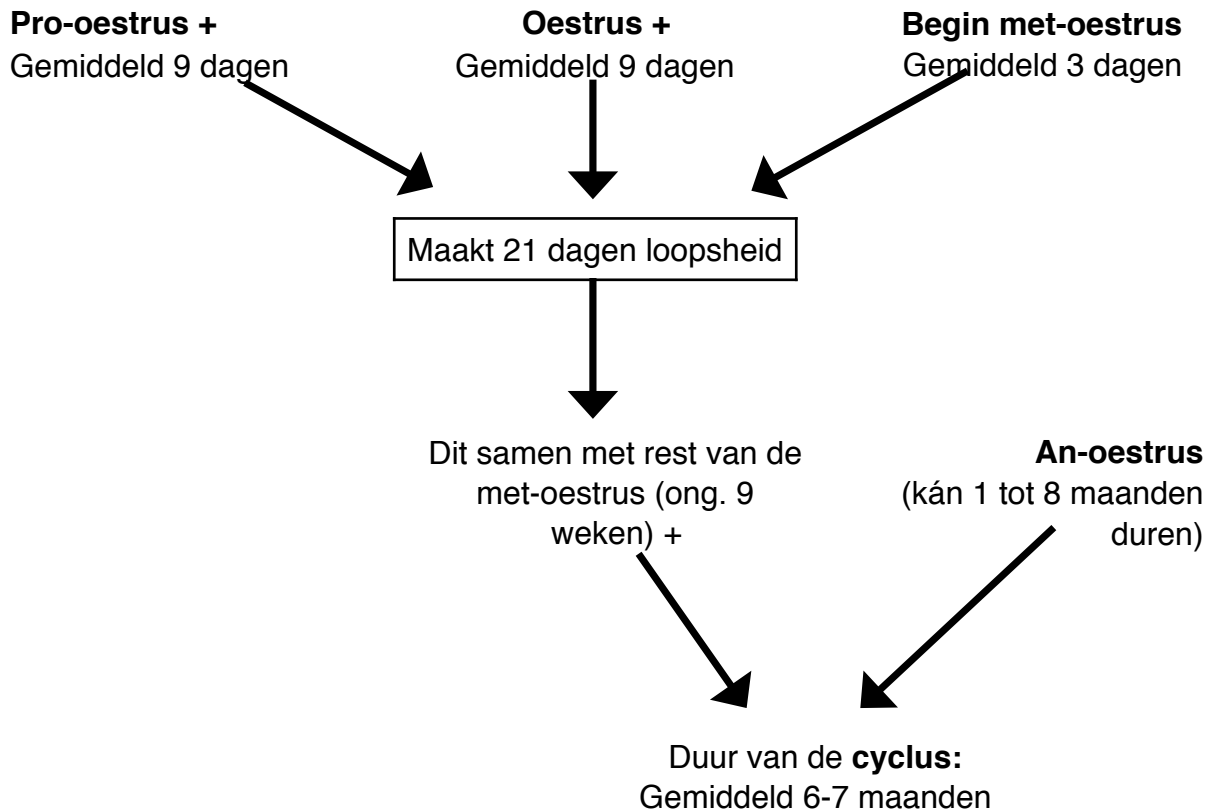 Pro-oestrus +
Gemiddeld 9 dagen
Oestrus +
Gemiddeld 9 dagen
Begin met-oestrus
Gemiddeld 3 dagen
Maakt 21 dagen loopsheid
Dit samen met rest van de
met-oestrus (ong. 9
weken) +
An-oestrus
(kán 1 tot 8 maanden
duren)
Duur van de cyclus:
Gemiddeld 6-7 maanden